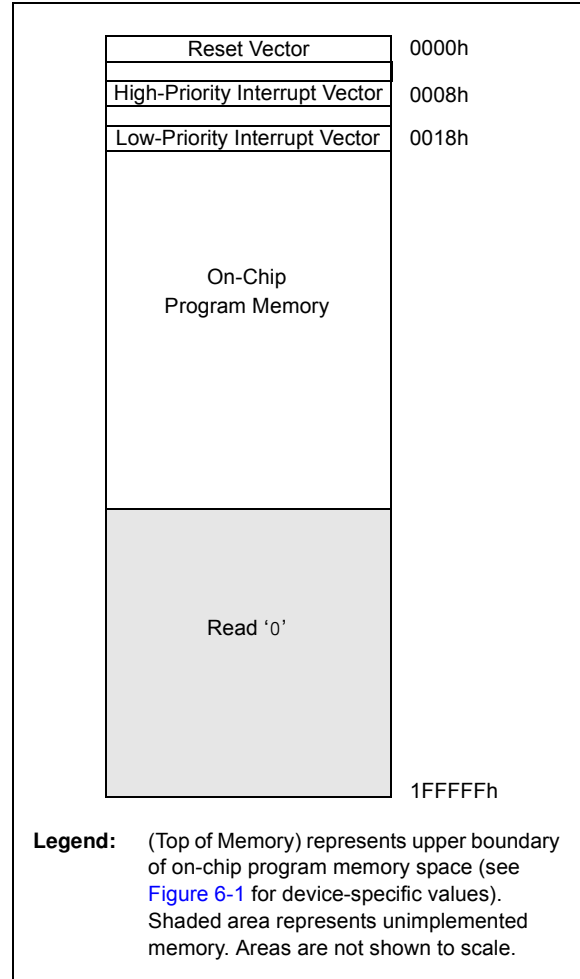 Reset Vector 0000h
High-Priority Interrupt Vector 0008h
Low-Priority Interrupt Vector 0018h
On-Chip
Program Memory
Read ‘0’
1FFFFFh
Legend: (Top of Memory) represents upper boundary
of on-chip program memory space (see
Figure 6-1 for device-specific values).
Shaded area represents unimplemented
memory. Areas are not shown to scale.